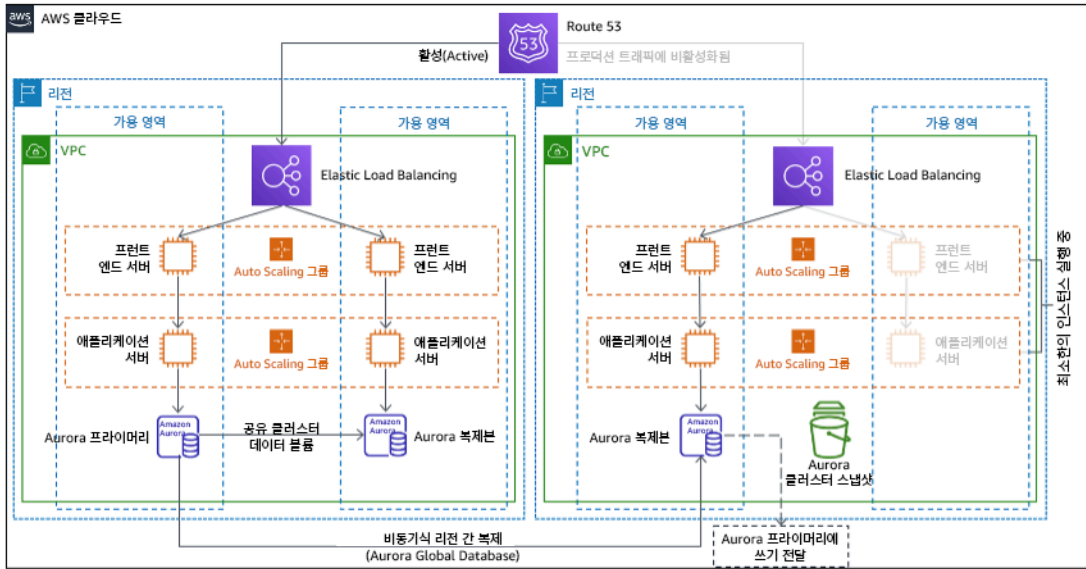 aws
AWS 클라우드
Route 53
53
활성(Active)
프로덕션 트래픽에 비활성화됨
리전
가용 영역
가용 영역
VPC
Elastic Load Balancing
프런트
엔드 서버
Auto Scaling 그룹
프런트
엔드 서버
애플리케이션
서버
Auto Scaling 그룹
애플리케이션
서버
Aurora 프라이머리
Amazon
Aurora
공유 클러스터
데이터 볼륨
Amazon
Aurora
Aurora 복제본
리전
가용 영역
가용 영역
VPC
Elastic Load Balancing
프런트
엔드 서버
Auto Scaling 그룹
프런트
엔드 서버
애플리케이션
서버
Auto Scaling 그룹
애플리케이션
서버
최소한의 인스턴스 실행 중
Aurora 복제본
Amazon
Aurora
Aurora
클러스터 스냅샷
비동기식 리전 간 복제
(Aurora Global Database)
Aurora 프라이머리에
쓰기 전달